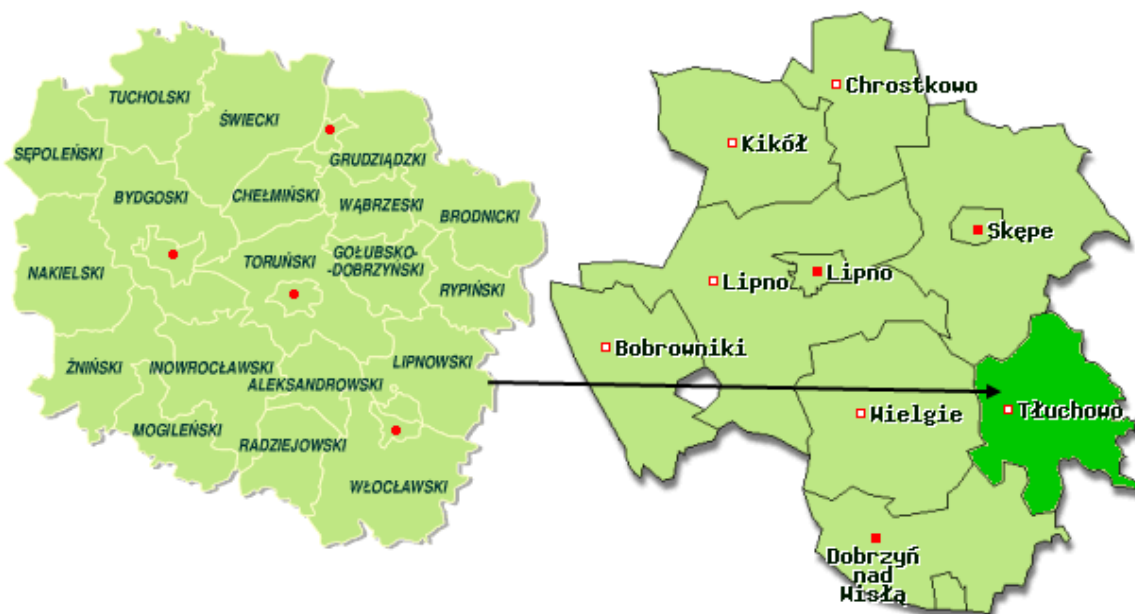 TUCHOLSKI
ŚWIECKI
SĘPOLEŃSKI
GRUDZIĄDZKI
BYDGOSKI
CHEŁMIŃSKI
WĄBRZESKI
BRODNICKI
NAKIELSKI
TORUŃSKI
GOŁUBSKO-
-DOBRZYŃSKI
RYPIŃSKI
ŻNIŃSKI
INOWROCŁAWSKI
LIPNOWSKI
ALEKSANDROWSKI
MOGILEŃSKI
RADZIEJOWSKI
WŁOCŁAWSKI
Chrostkowo
Kikół
Skępe
Lipno
Lipno
Bobrowniki
Wielgie
Tłuchowo
Dobrzyń
nad
Wisłą